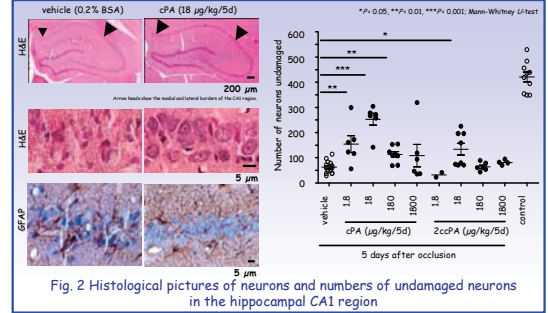 vehicle (0.2% BSA)
cPA (18 µg/kg/5d)
H&E
200 µm
Arrow heads show the medial and lateral borders of the CA1 region.
H&E
5 µm
GFAP
5 µm
*P< 0.05, **P< 0.01, ***P< 0.001; Mann-Whitney U-test
Number of neurons undamaged
600
500
400
300
200
100
0
**
***
**
*
vehicle
1.8
18
180
1800
1.8
18
180
1800
control
cPA (µg/kg/5d)
2ccPA (µg/kg/5d)
5 days after occlusion
Fig. 2 Histological pictures of neurons and numbers of undamaged neurons
in the hippocampal CA1 region